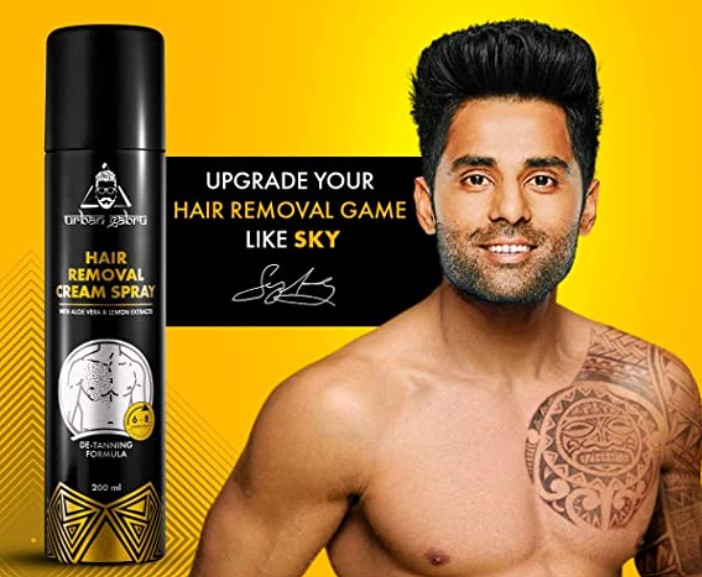 urban gabru
HAIR
REMOVAL
CREAM SPRAY
WITH ALOE VERA & LEMON EXTRACTS
DE-TANNING
FORMULA
200 ml
UPGRADE YOUR
HAIR REMOVAL GAME
LIKE SKY